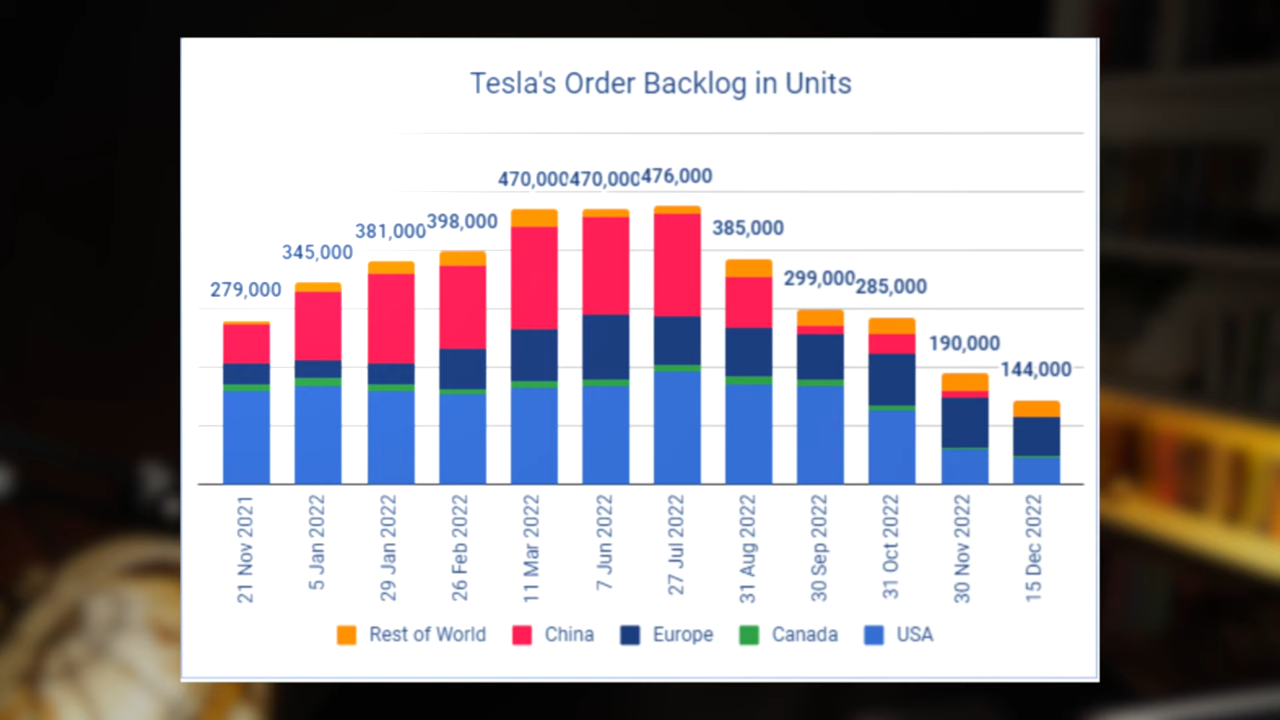 Tesla's Order Backlog in Units
470,000
470,000
476,000
398,000
385,000
381,000
345,000
299,000
285,000
279,000
190,000
144,000
21 Nov 2021
5 Jan 2022
29 Jan 2022
26 Feb 2022
11 Mar 2022
7 Jun 2022
27 Jul 2022
31 Aug 2022
30 Sep 2022
31 Oct 2022
30 Nov 2022
15 Dec 2022
Rest of World China Europe Canada USA